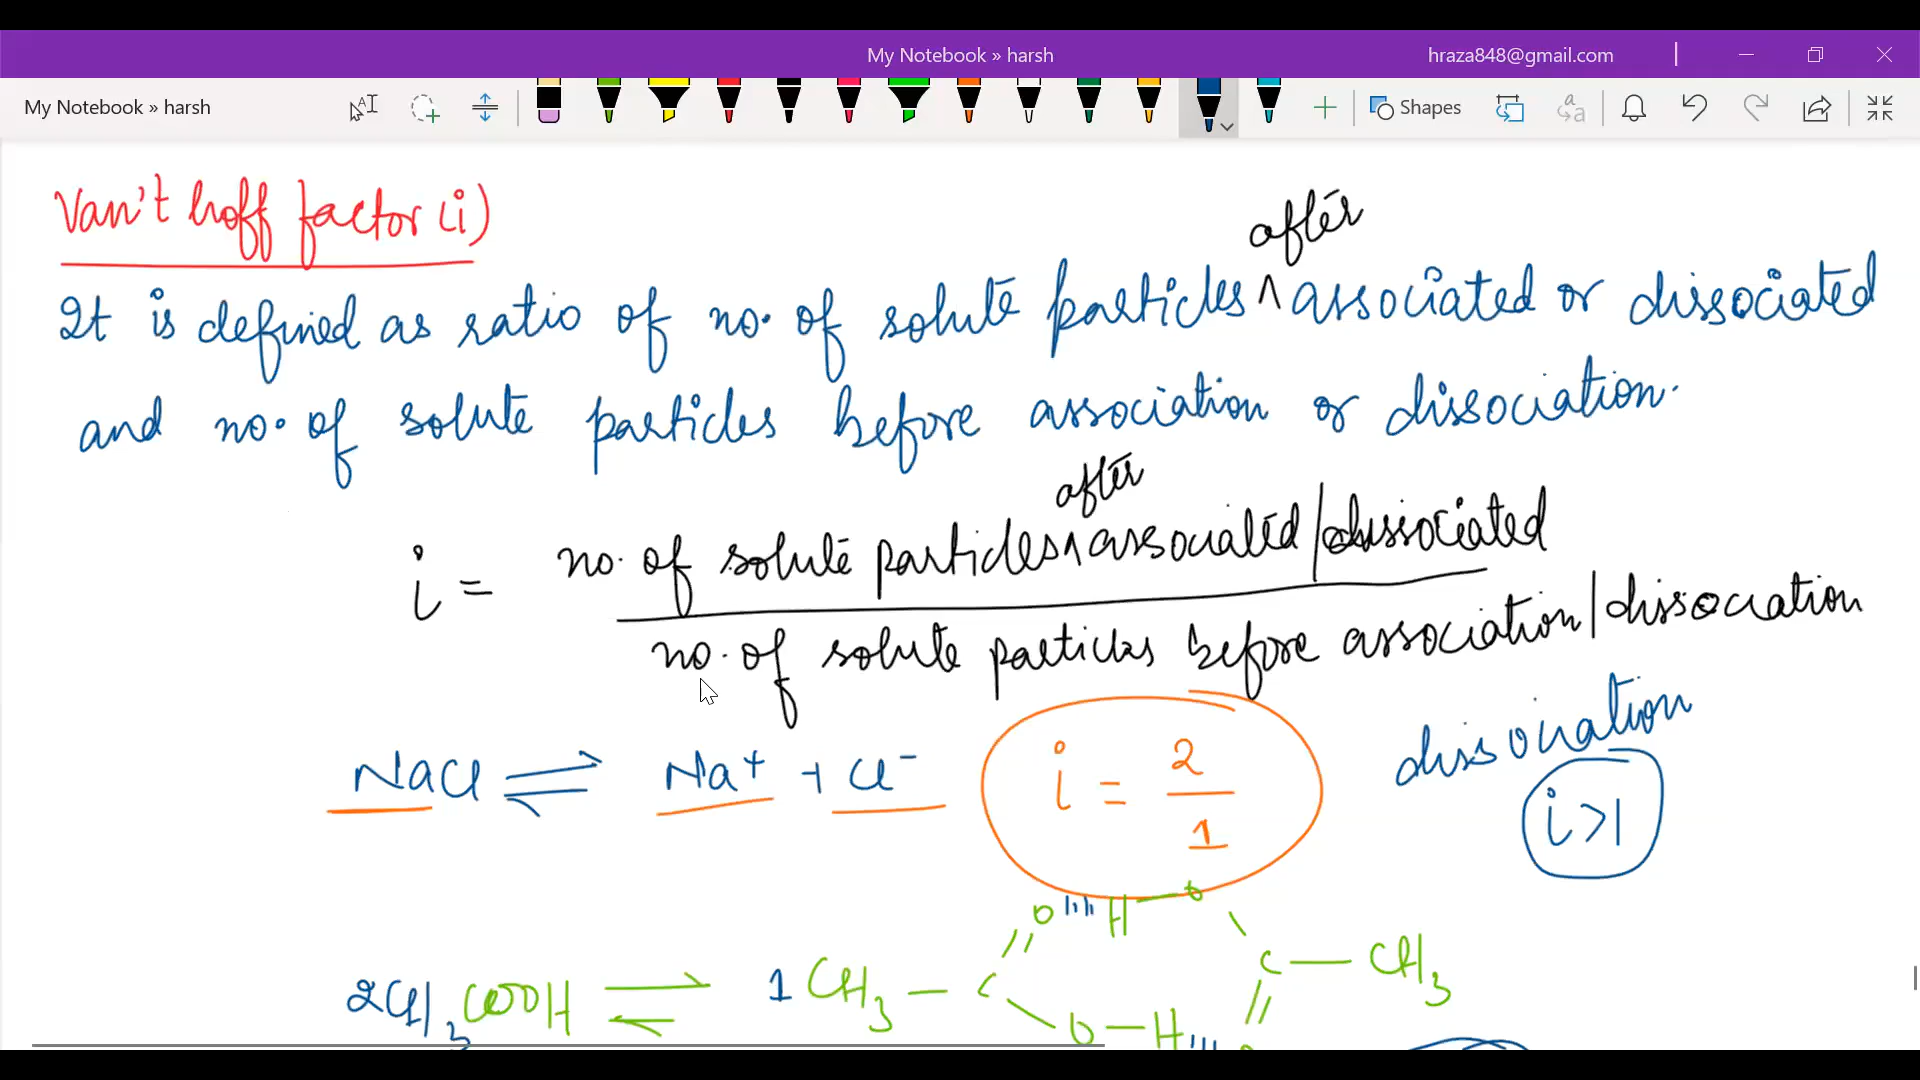 My Notebook » harsh
hraza848@gmail.com
My Notebook » harsh
Shapes
Van't hoff factor (i)
after
It is defined as ratio of no. of solute particles ^ associated or dissociated
and no. of solute particles before association or dissociation.
after
i = no. of solute particles ^ associated / dissociated
no. of solute particles before association / dissociation
NaCl ⇌ Na+ + Cl-
i = 2
1
dissociation
i>1
O H O
2CH3COOH ⇌ 1 CH3 - C
C - CH3
O - H